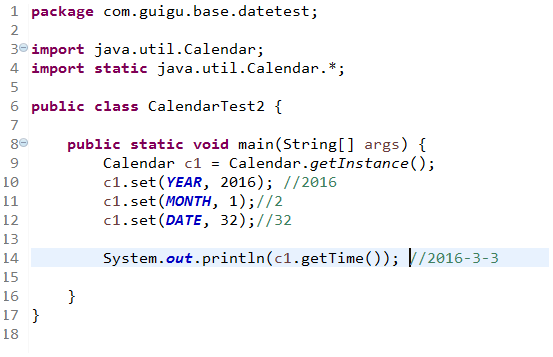 1 package com.guigu.base.datetest;
2
3 import java.util.Calendar;
4 import static java.util.Calendar.*;
5
6 public class CalendarTest2 {
7
8 public static void main(String[] args) {
9 Calendar c1 = Calendar.getInstance();
10 c1.set(YEAR, 2016); //2016
11 c1.set(MONTH, 1);//2
12 c1.set(DATE, 32);//32
13
14 System.out.println(c1.getTime()); //2016-3-3
15
16 }
17 }
18